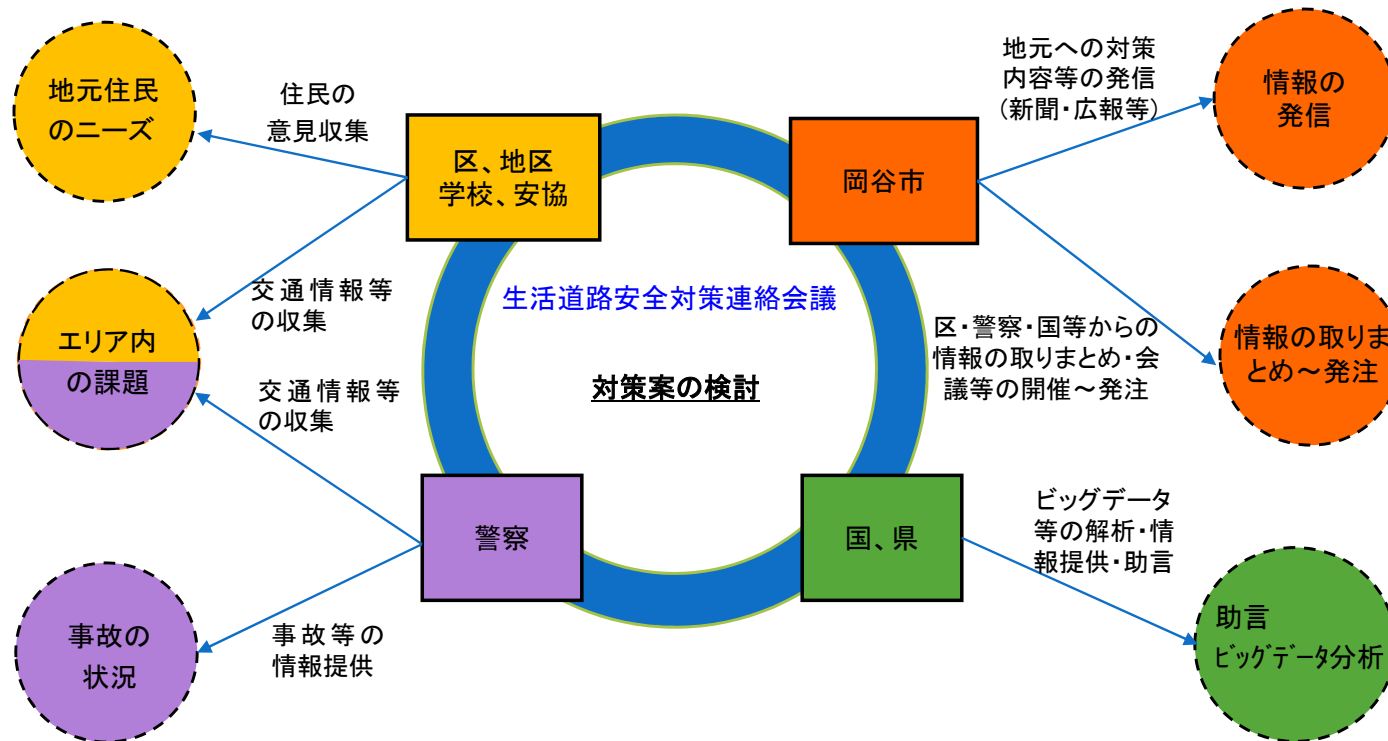 地元住民
のニーズ
住民の
意見収集
区、地区
学校、安協
岡谷市
地元への対策
内容等の発信
(新聞・広報等)
情報の
発信
エリア内
の課題
交通情報等
の収集
交通情報等
の収集
生活道路安全対策連絡会議
対策案の検討
区・警察・国等からの
情報の取りまとめ・会
議等の開催～発注
情報の取りま
とめ～発注
警察
国、県
ビッグデータ
等の解析・情
報提供・助言
事故の
状況
事故等の
情報提供
助言
ﾋﾞｯｸﾞﾃﾞｰﾀ分析